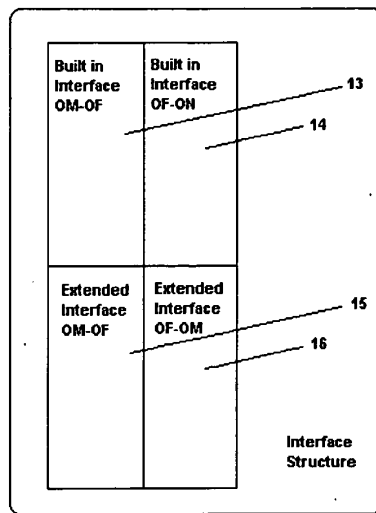 Built in
Interface
OM-OF
Built in
Interface
OF-ON
13
14
Extended
Interface
OM-OF
Extended
Interface
OF-OM
15
16
Interface
Structure